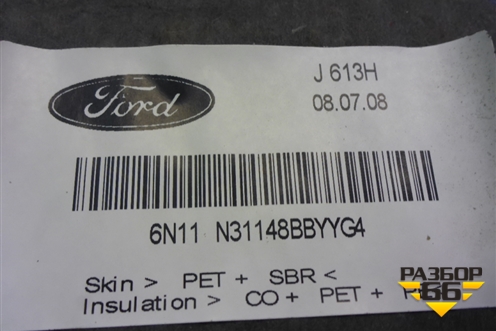 Ford
J 613H
08.07.08
6N11 N31148BBYYG4
Skin > PET + SBR <
Insulation > CO + PET +
РАЗБОР
66